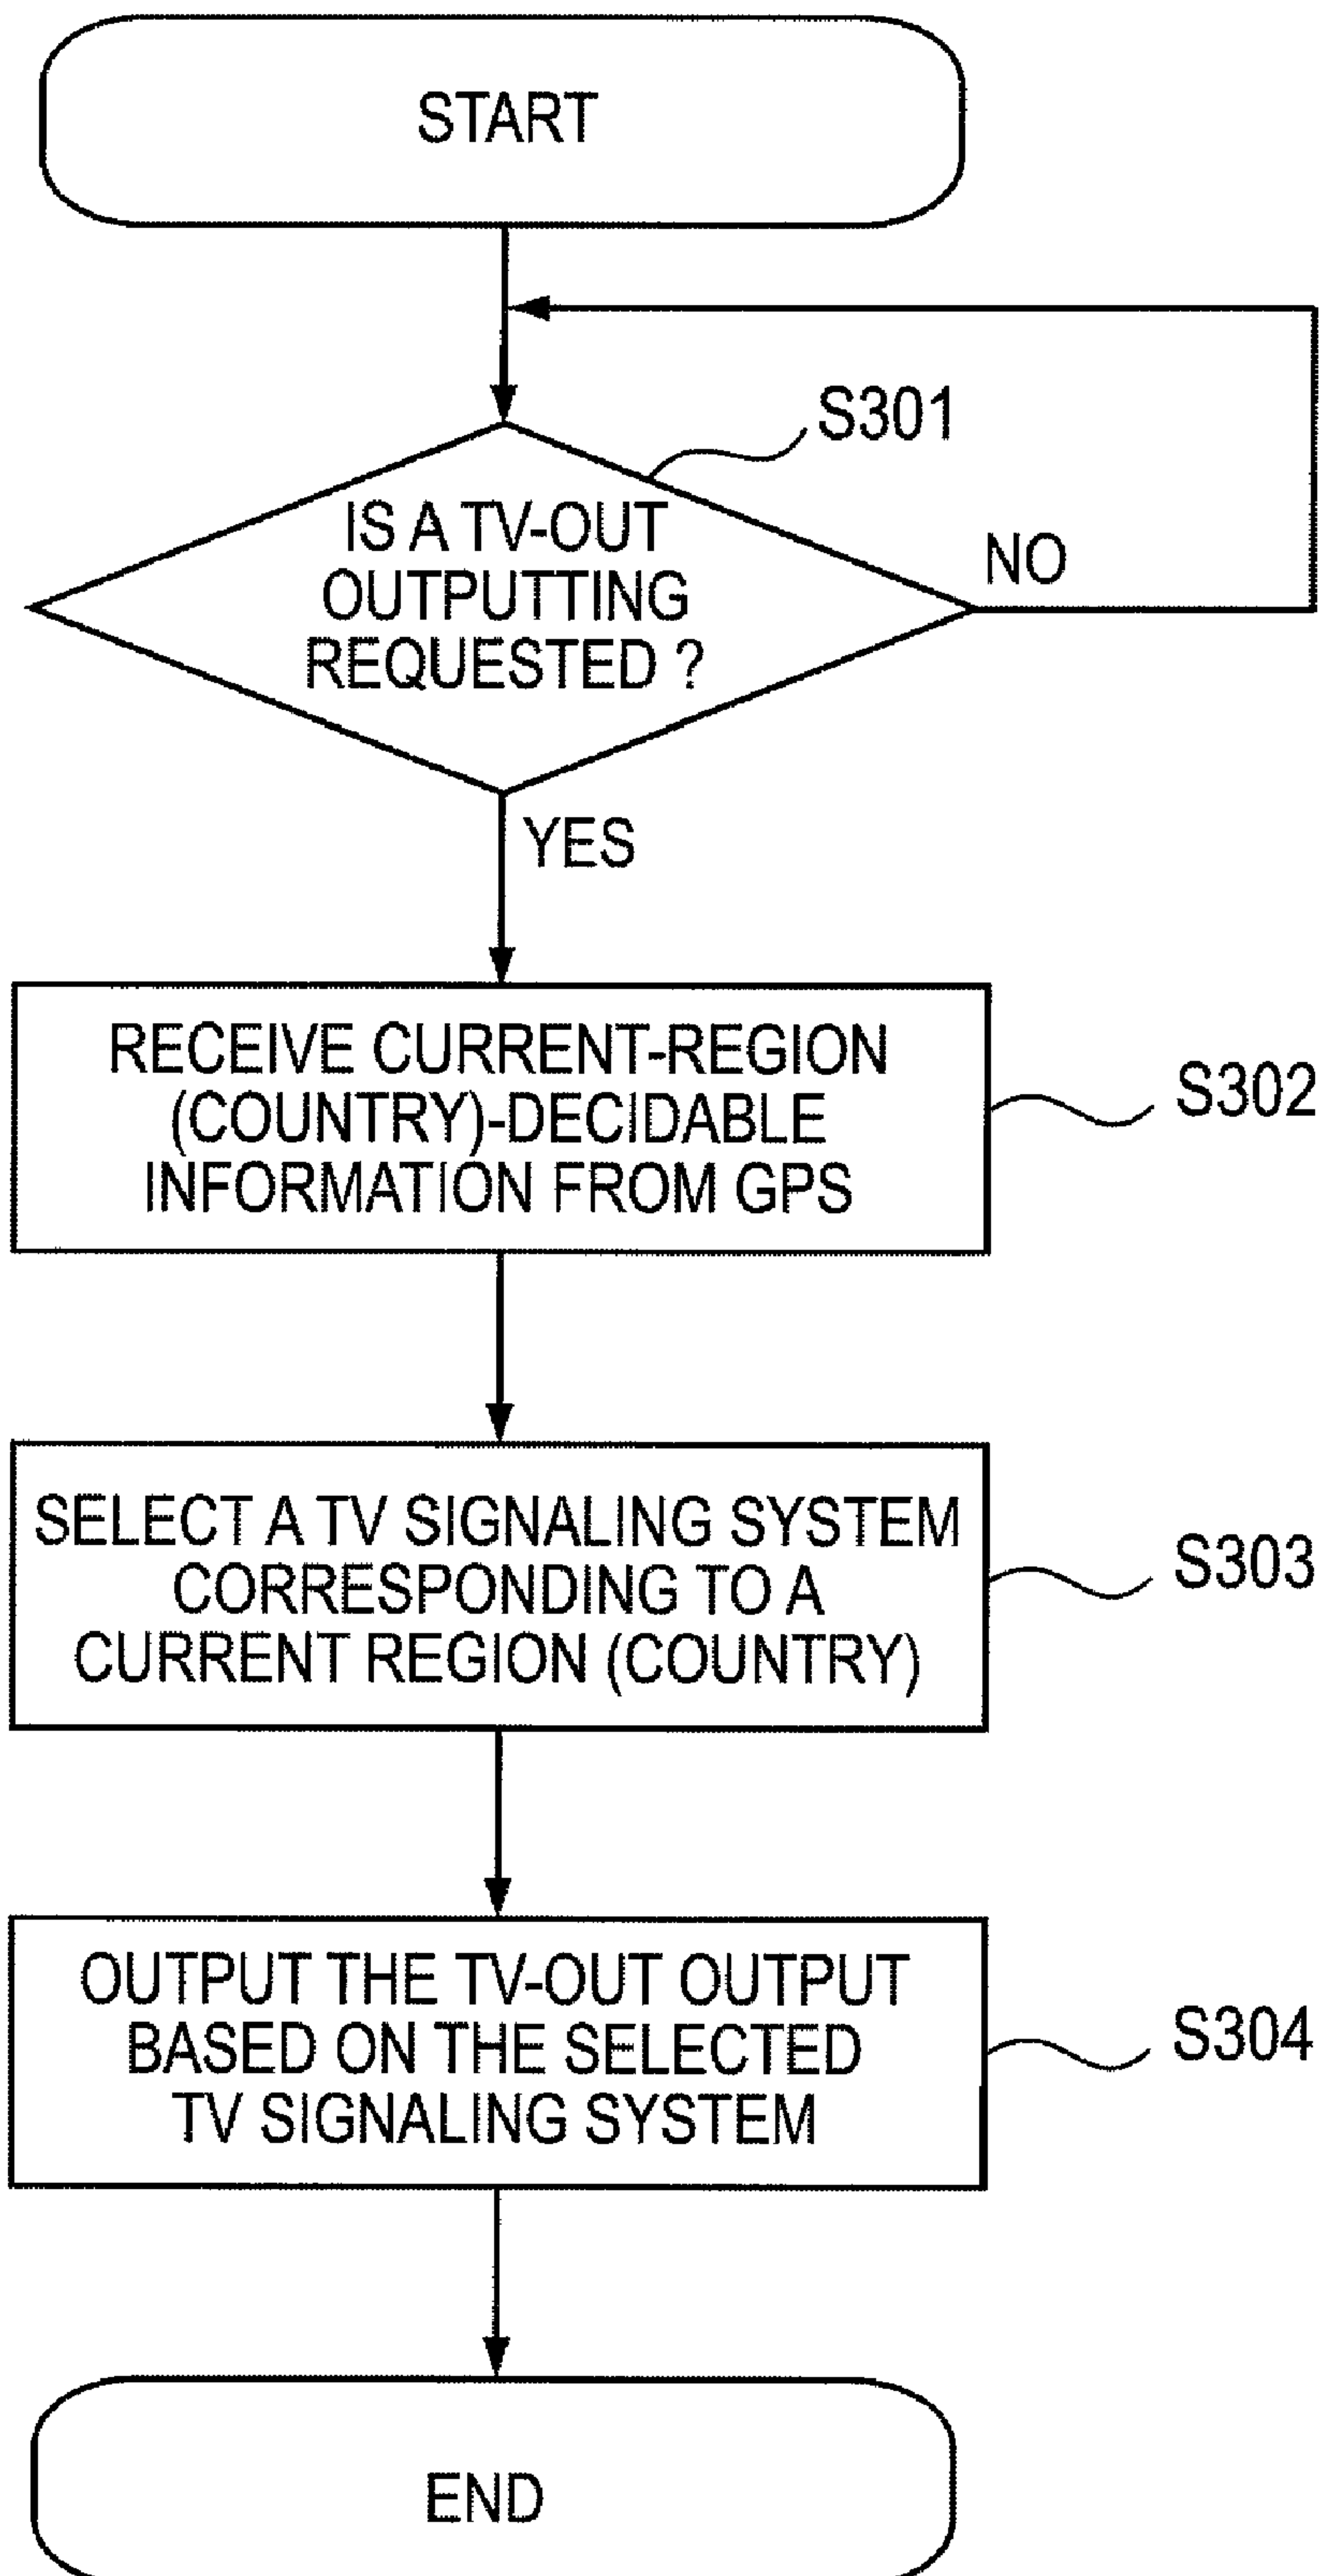 START
S301
IS A TV-OUT
OUTPUTTING
REQUESTED ?
NO
YES
RECEIVE CURRENT-REGION
(COUNTRY)-DECIDABLE
INFORMATION FROM GPS
S302
SELECT A TV SIGNALING SYSTEM
CORRESPONDING TO A
CURRENT REGION (COUNTRY)
S303
OUTPUT THE TV-OUT OUTPUT
BASED ON THE SELECTED
TV SIGNALING SYSTEM
S304
END